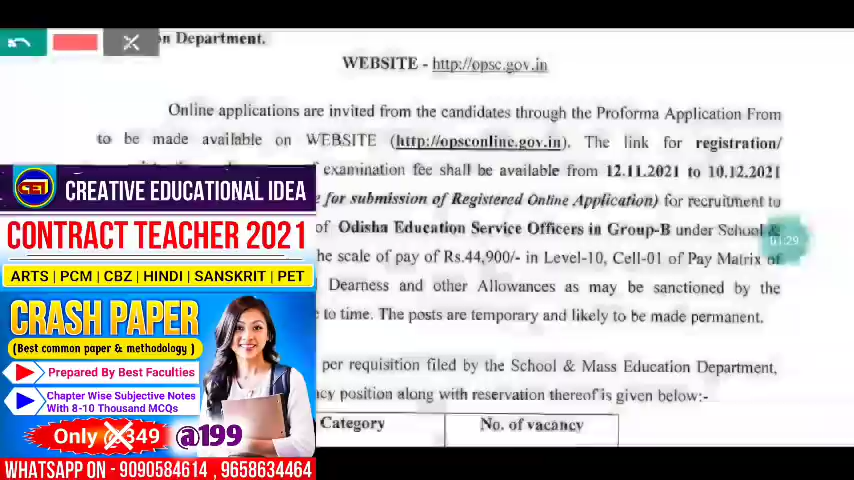 n Department.
WEBSITE - http://opsc.gov.in
Online applications are invited from the candidates through the Proforma Application From
to be made available on WEBSITE (http://opsconline.gov.in). The link for registration/
examination fee shall be available from 12.11.2021 to 10.12.2021
for submission of Registered Online Application) for recruitment to
of Odisha Education Service Officers in Group-B under School &
he scale of pay of Rs.44,900/- in Level-10, Cell-01 of Pay Matrix of
Dearness and other Allowances as may be sanctioned by the
to time. The posts are temporary and likely to be made permanent.
per requisition filed by the School & Mass Education Department,
cy position along with reservation thereof is given below:-
Category No. of vacancy
01:29
CET
CREATIVE EDUCATIONAL IDEA
CONTRACT TEACHER 2021
ARTS | PCM | CBZ | HINDI | SANSKRIT | PET
CRASH PAPER
(Best common paper & methodology )
Prepared By Best Faculties
Chapter Wise Subjective Notes
With 8-10 Thousand MCQs
Only @349 @199
WHATSAPP ON - 9090584614 , 9658634464